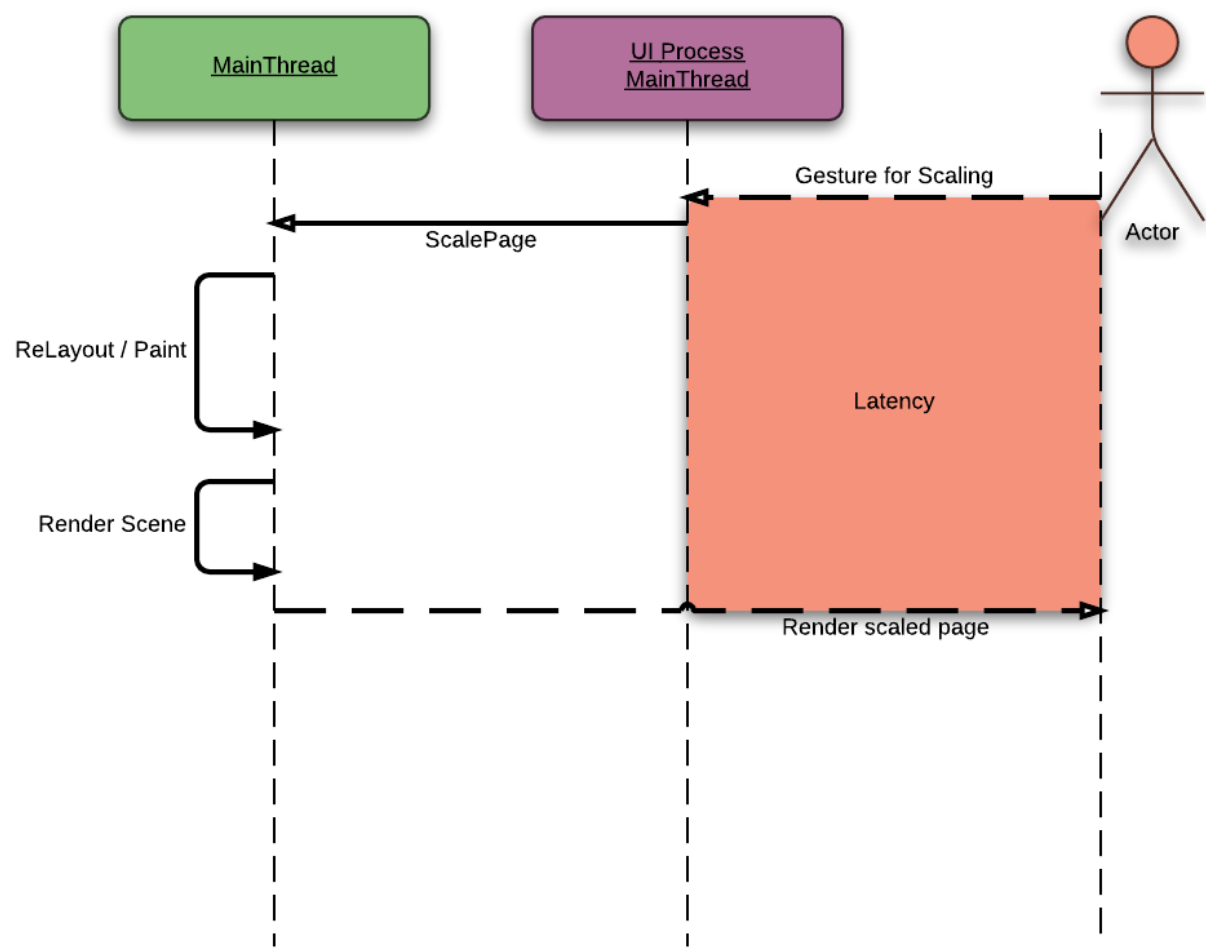 MainThread
UI Process
MainThread
Gesture for Scaling
Actor
ScalePage
ReLayout / Paint
Latency
Render Scene
Render scaled page